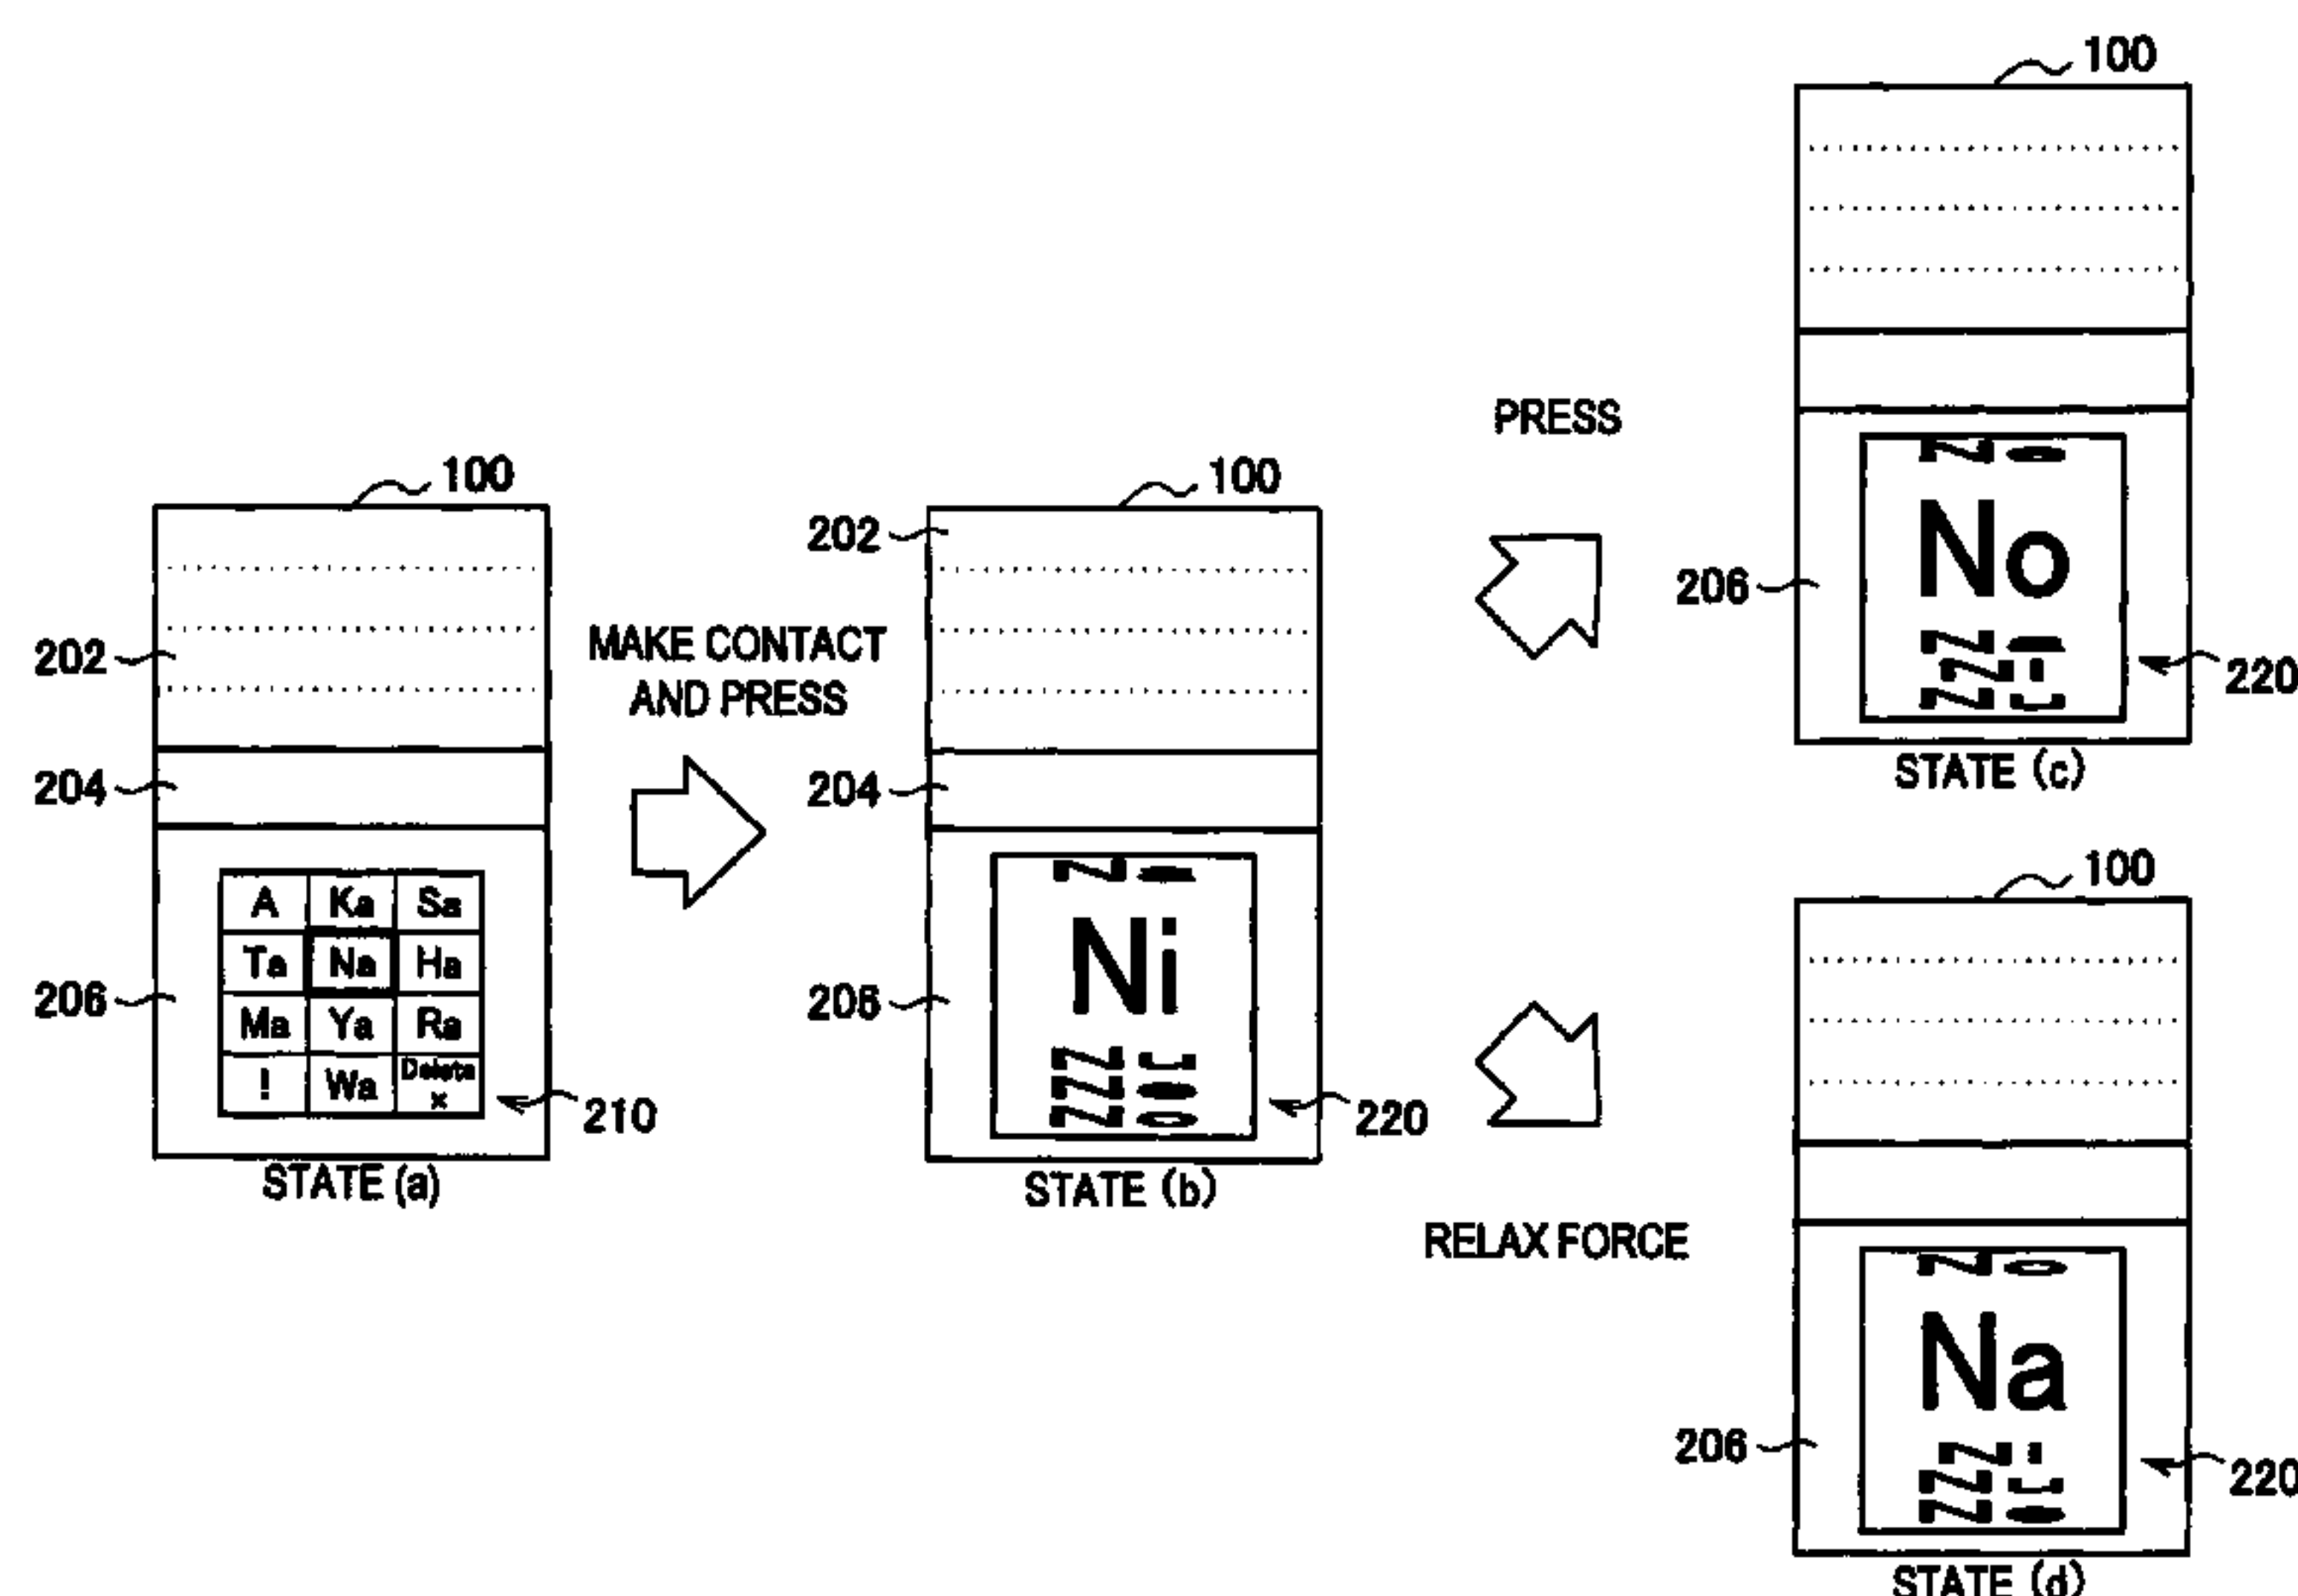 100
202
204
A Ka Sa
Ta Na Ha
Ma Ya Ra
! Wa Delete
×
206
210
STATE (a)
MAKE CONTACT
AND PRESS
100
202
204
Ni
206
220
STATE (b)
PRESS
100
No
206
220
STATE (c)
RELAX FORCE
100
Na
206
220
STATE (d)